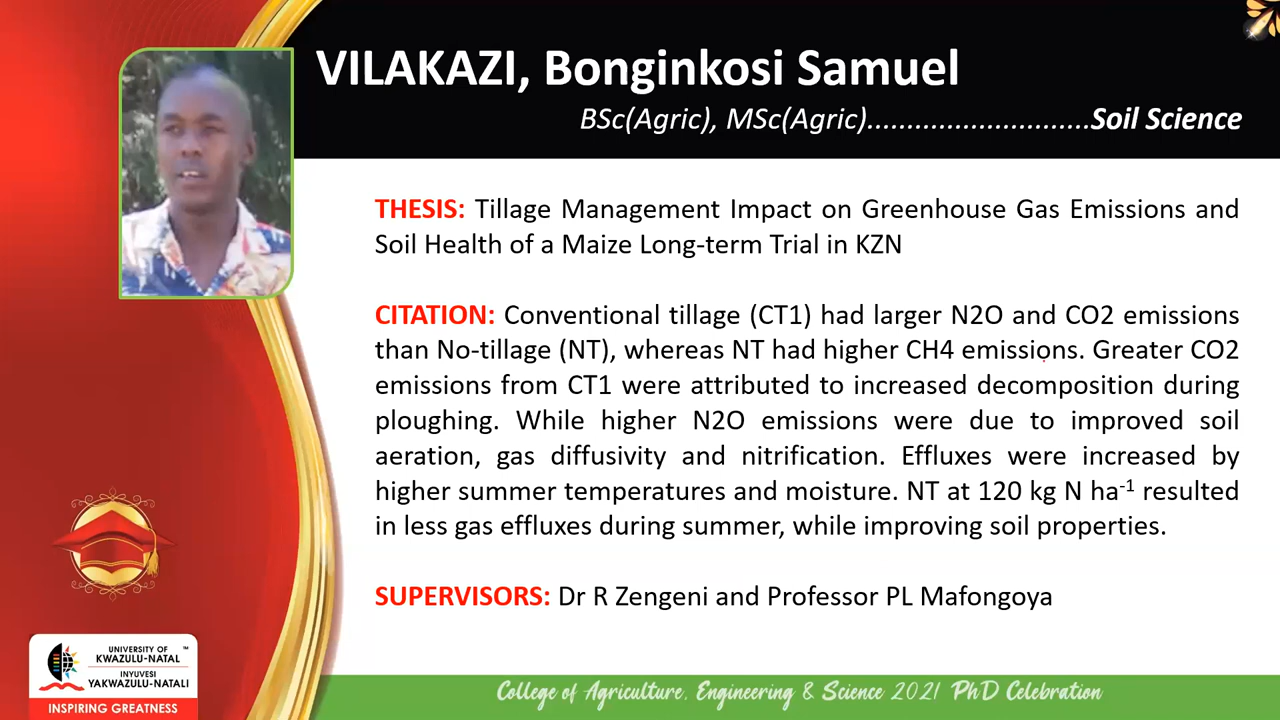 VILAKAZI, Bonginkosi Samuel
BSc(Agric), MSc(Agric)............................Soil Science
THESIS: Tillage Management Impact on Greenhouse Gas Emissions and
Soil Health of a Maize Long-term Trial in KZN
CITATION: Conventional tillage (CT1) had larger N2O and CO2 emissions
than No-tillage (NT), whereas NT had higher CH4 emissions. Greater CO2
emissions from CT1 were attributed to increased decomposition during
ploughing. While higher N2O emissions were due to improved soil
aeration, gas diffusivity and nitrification. Effluxes were increased by
higher summer temperatures and moisture. NT at 120 kg N ha⁻¹ resulted
in less gas effluxes during summer, while improving soil properties.
SUPERVISORS: Dr R Zengeni and Professor PL Mafongoya
UNIVERSITY OF ™
KWAZULU-NATAL
INYUVESI
YAKWAZULU-NATALI
INSPIRING GREATNESS
College of Agriculture, Engineering & Science 2021 PhD Celebration